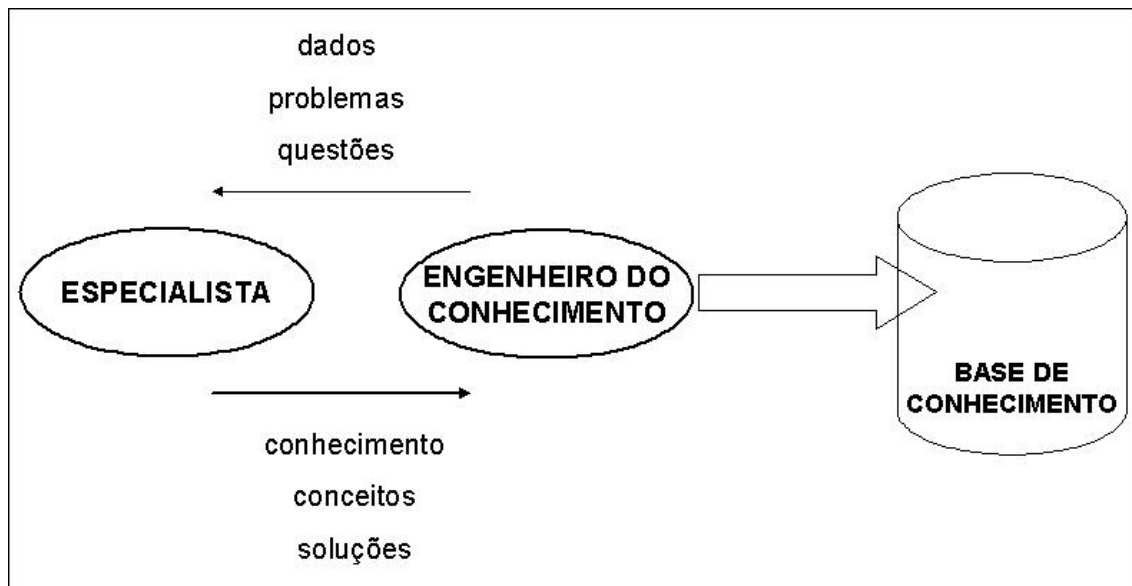 dados
problemas
questões
ESPECIALISTA
ENGENHEIRO DO
CONHECIMENTO
BASE DE
CONHECIMENTO
conhecimento
conceitos
soluções